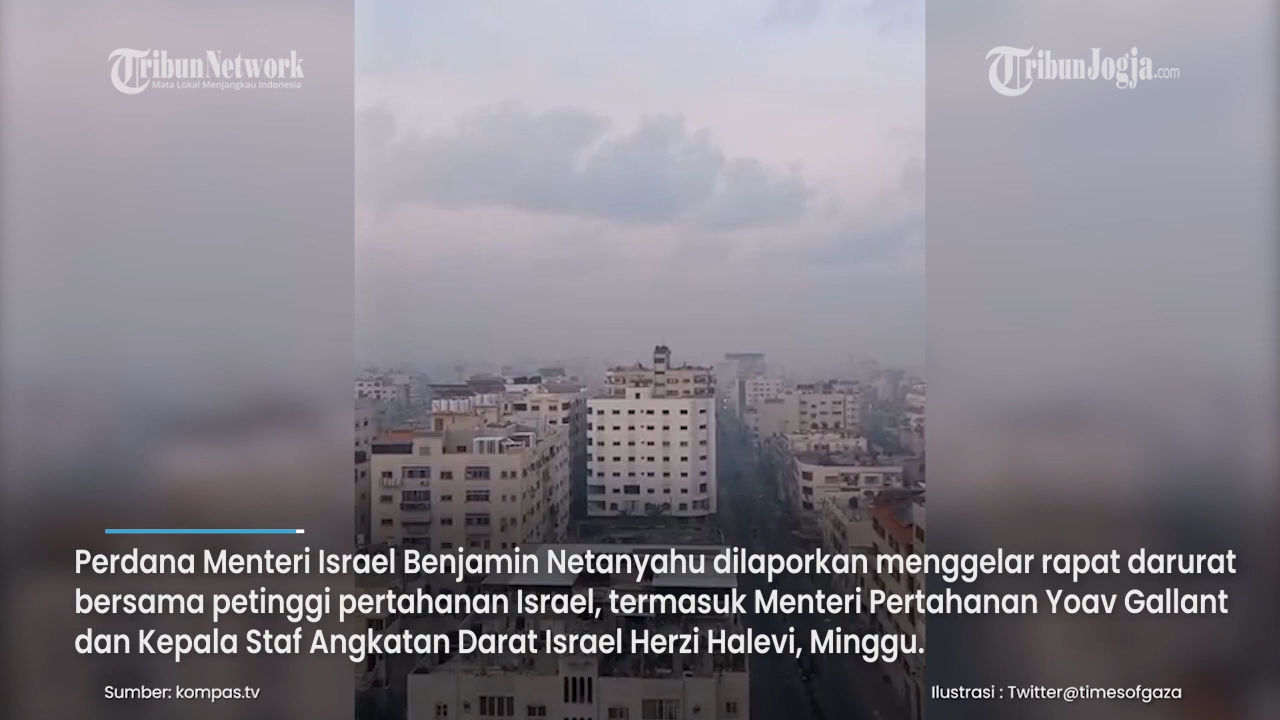 TribunNetwork
Mata Lokal Menjangkau Indonesia
TribunJogja.com
Perdana Menteri Israel Benjamin Netanyahu dilaporkan menggelar rapat darurat
bersama petinggi pertahanan Israel, termasuk Menteri Pertahanan Yoav Gallant
dan Kepala Staf Angkatan Darat Israel Herzi Halevi, Minggu.
Sumber: kompas.tv
Ilustrasi : Twitter@timesofgaza